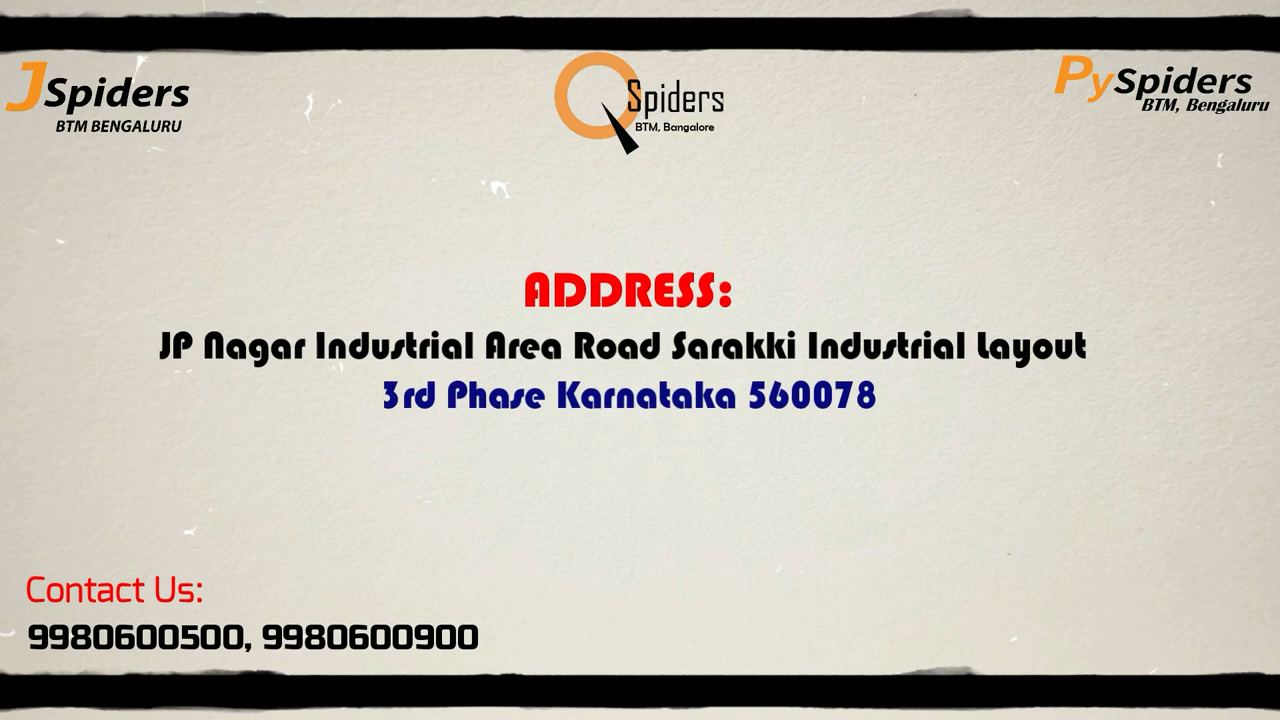 JSpiders
BTM BENGALURU
QSpiders
BTM, Bangalore
PySpiders
BTM, Bengaluru
ADDRESS:
JP Nagar Industrial Area Road Sarakki Industrial Layout
3rd Phase Karnataka 560078
Contact Us:
9980600500, 9980600900